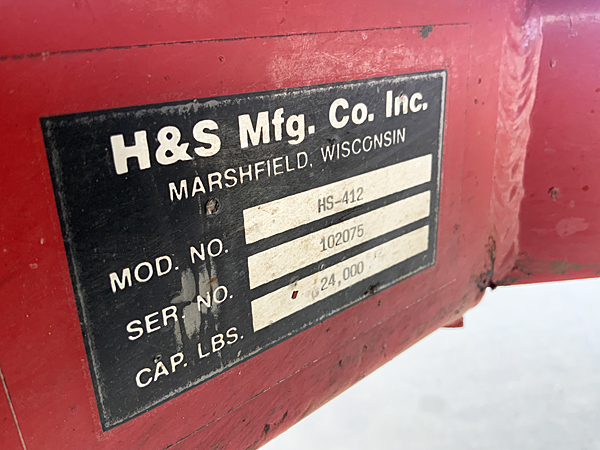 H&S Mfg. Co. Inc.
MARSHFIELD, WISCONSIN
MOD. NO. HS-412
SER. NO. 102075
CAP. LBS. 24,000